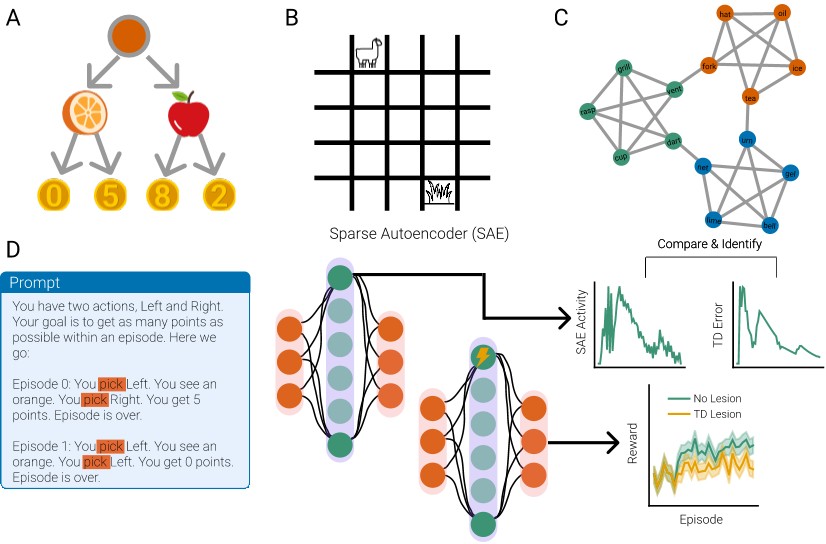 A
B
C
0
5
8
2
hat
oil
fork
ice
tea
grill
vent
rasp
cup
dart
urn
net
gel
lime
bell
Sparse Autoencoder (SAE)
Compare & Identify
D
Prompt
You have two actions, Left and Right.
Your goal is to get as many points as
possible within an episode. Here we
go:
Episode 0: You pick Left. You see an
orange. You pick Right. You get 5
points. Episode is over.
Episode 1: You pick Left. You see an
orange. You pick Left. You get 0 points.
Episode is over.
SAE Activity
TD Error
No Lesion
TD Lesion
Reward
Episode